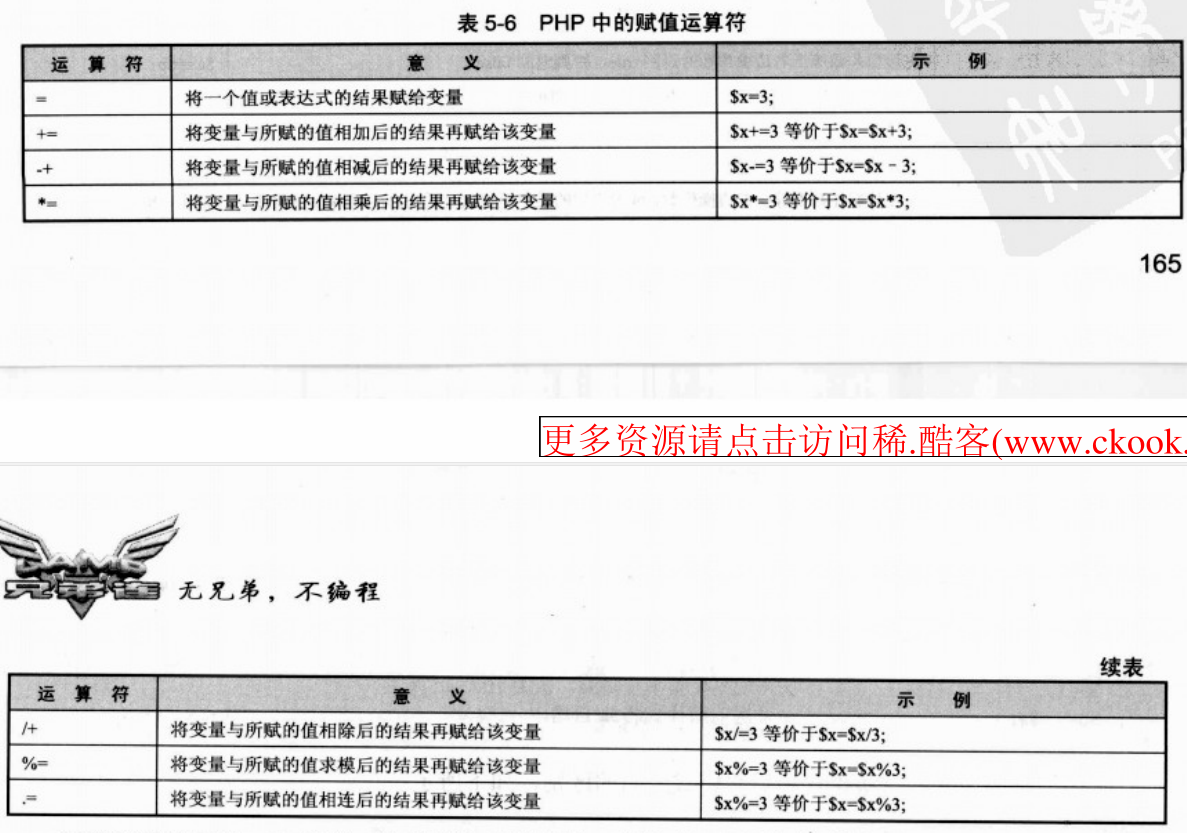 表 5-6 PHP 中的赋值运算符
运 算 符 意 义 示 例
= 将一个值或表达式的结果赋给变量 $x=3;
+= 将变量与所赋的值相加后的结果再赋给该变量 $x+=3 等价于$x=$x+3;
-+ 将变量与所赋的值相减后的结果再赋给该变量 $x-=3 等价于$x=$x－3;
*= 将变量与所赋的值相乘后的结果再赋给该变量 $x*=3 等价于$x=$x*3;
165
更多资源请点击访问稀.酷客(www.ckook.
兄弟连 无兄弟，不编程
续表
运 算 符 意 义 示 例
/+ 将变量与所赋的值相除后的结果再赋给该变量 $x/=3 等价于$x=$x/3;
%= 将变量与所赋的值求模后的结果再赋给该变量 $x%=3 等价于$x=$x%3;
.= 将变量与所赋的值相连后的结果再赋给该变量 $x%=3 等价于$x=$x%3;